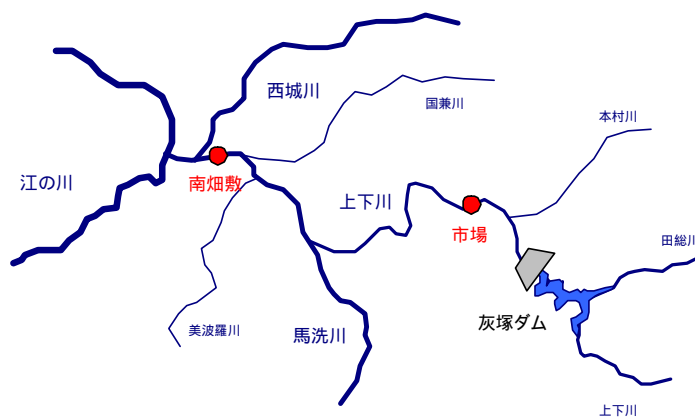 西城川
国兼川
本村川
江の川
南畑敷
上下川
市場
田総川
灰塚ダム
美波羅川
馬洗川
上下川